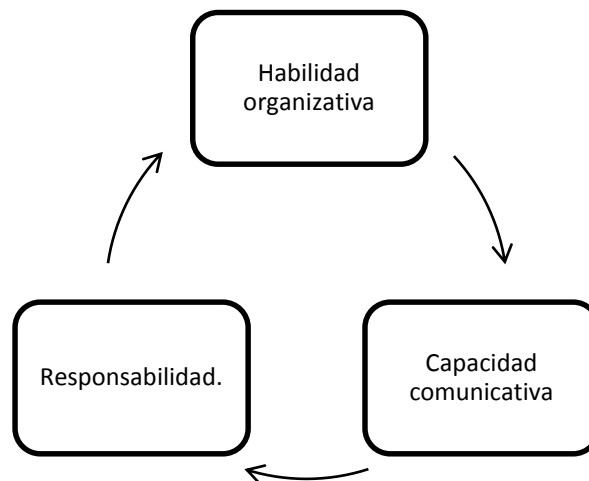 Habilidad
organizativa
Capacidad
comunicativa
Responsabilidad.